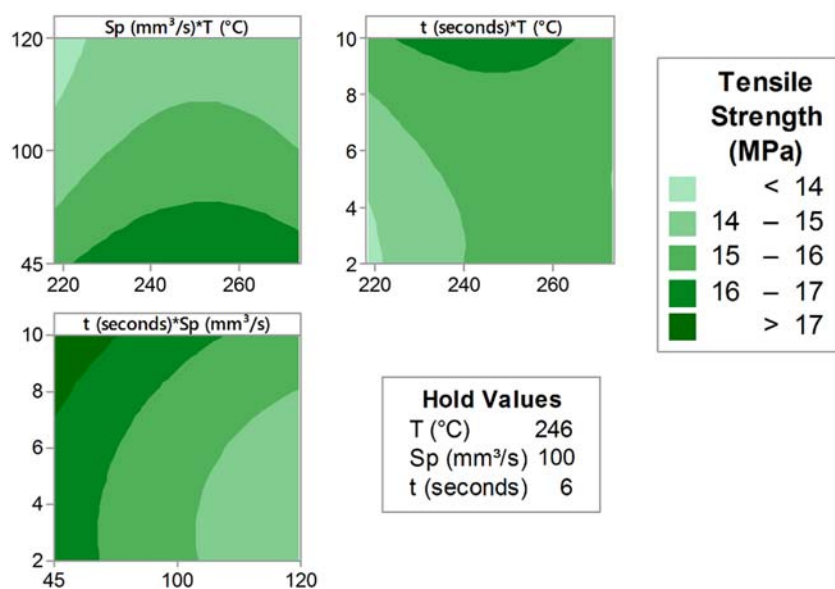 Sp (mm³/s)*T (°C)
120
100
45
220 240 260
t (seconds)*T (°C)
10
8
6
4
2
220 240 260
Tensile
Strength
(MPa)
< 14
14 – 15
15 – 16
16 – 17
> 17
t (seconds)*Sp (mm³/s)
10
8
6
4
2
45 100 120
Hold Values
T (°C) 246
Sp (mm³/s) 100
t (seconds) 6